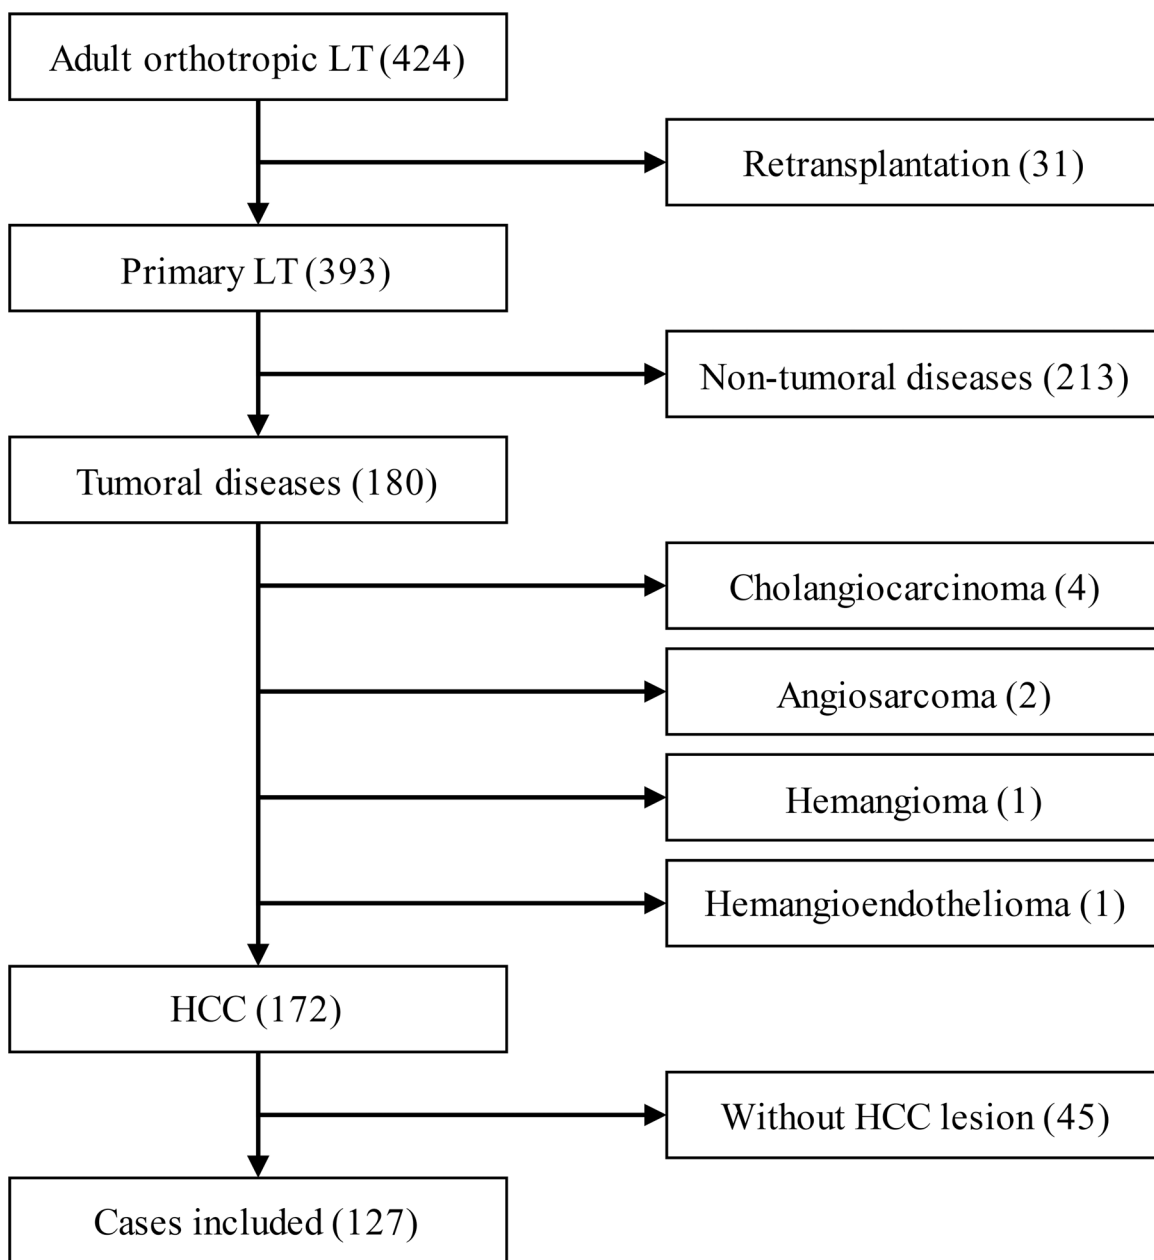 Adult orthotropic LT (424)
Retransplantation (31)
Primary LT (393)
Non-tumoral diseases (213)
Tumoral diseases (180)
Cholangiocarcinoma (4)
Angiosarcoma (2)
Hemangioma (1)
Hemangioendothelioma (1)
HCC (172)
Without HCC lesion (45)
Cases included (127)